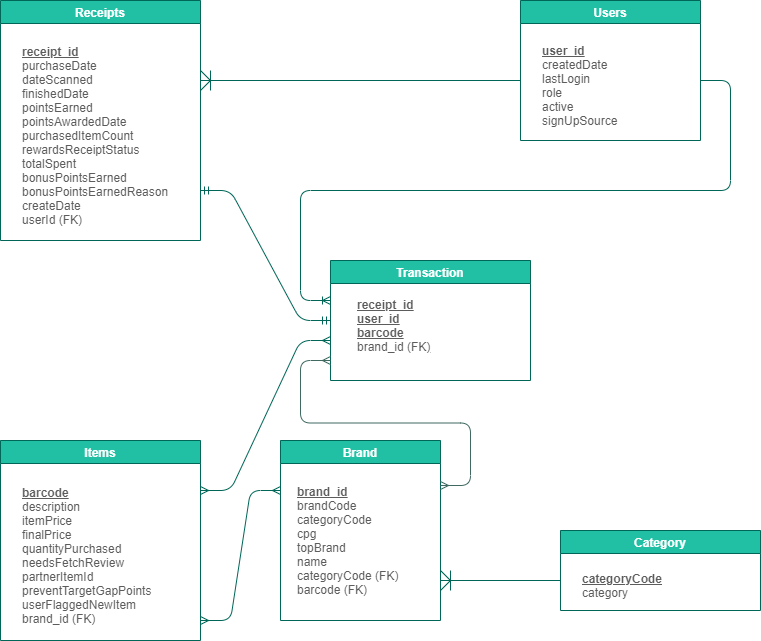 Receipts
receipt_id
purchaseDate
dateScanned
finishedDate
pointsEarned
pointsAwardedDate
purchasedItemCount
rewardsReceiptStatus
totalSpent
bonusPointsEarned
bonusPointsEarnedReason
createDate
userId (FK)
Users
user_id
createdDate
lastLogin
role
active
signUpSource
Transaction
receipt_id
user_id
barcode
brand_id (FK)
Items
barcode
description
itemPrice
finalPrice
quantityPurchased
needsFetchReview
partnerItemId
preventTargetGapPoints
userFlaggedNewItem
brand_id (FK)
Brand
brand_id
brandCode
categoryCode
cpg
topBrand
name
categoryCode (FK)
barcode (FK)
Category
categoryCode
category